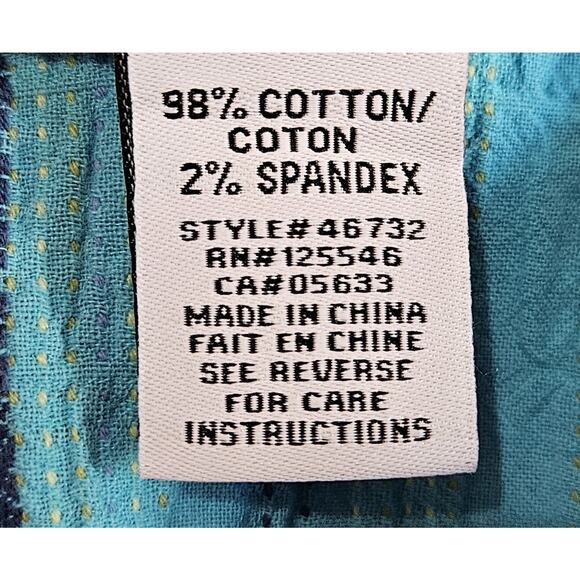 98% COTTON/
COTON
2% SPANDEX
STYLE# 46732
RN#125546
CA#05633
MADE IN CHINA
FAIT EN CHINE
SEE REVERSE
FOR CARE
INSTRUCTIONS